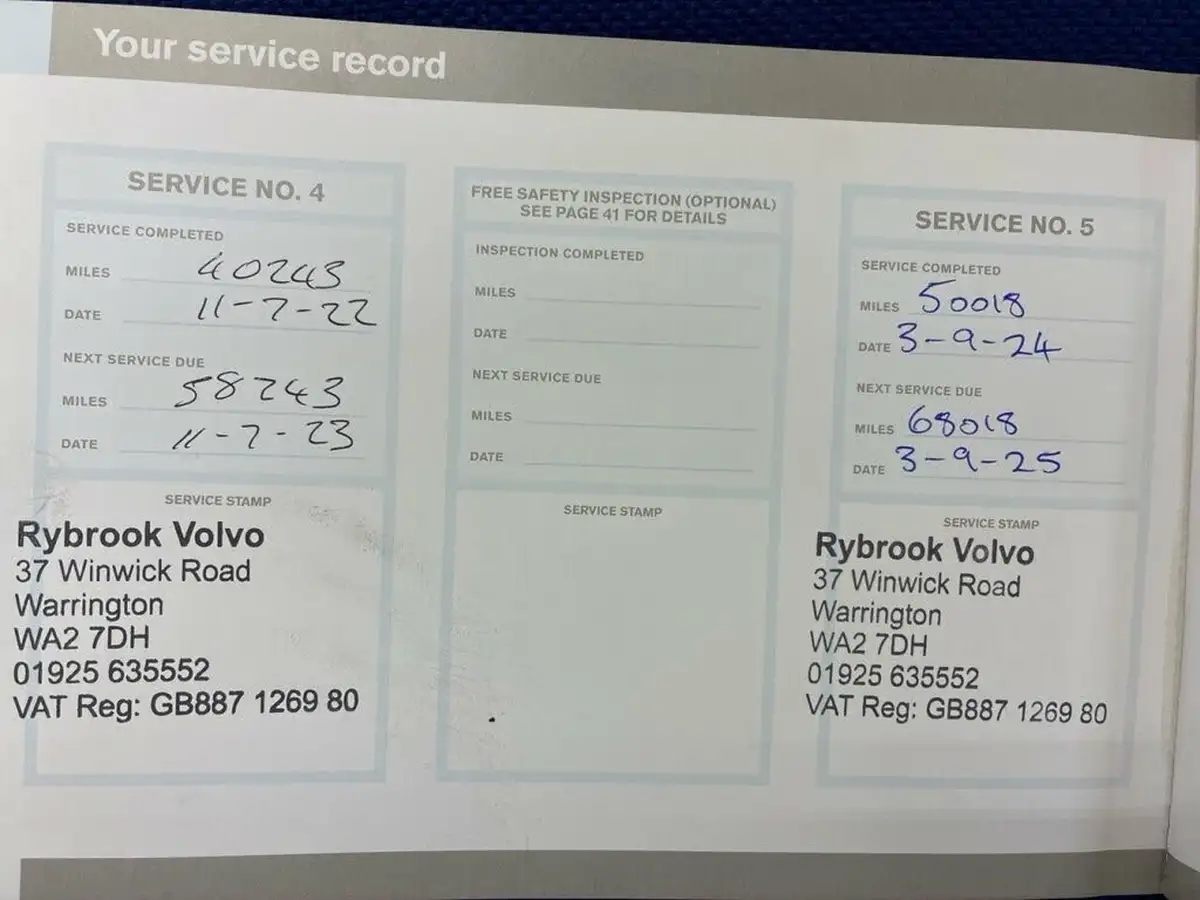 Your service record
SERVICE NO. 4
SERVICE COMPLETED
MILES 40243
DATE 11-7-22
NEXT SERVICE DUE
MILES 58243
DATE 11-7-23
SERVICE STAMP
Rybrook Volvo
37 Winwick Road
Warrington
WA2 7DH
01925 635552
VAT Reg: GB887 1269 80
FREE SAFETY INSPECTION (OPTIONAL)
SEE PAGE 41 FOR DETAILS
INSPECTION COMPLETED
MILES
DATE
NEXT SERVICE DUE
MILES
DATE
SERVICE STAMP
SERVICE NO. 5
SERVICE COMPLETED
MILES 50018
DATE 3-9-24
NEXT SERVICE DUE
MILES 68018
DATE 3-9-25
SERVICE STAMP
Rybrook Volvo
37 Winwick Road
Warrington
WA2 7DH
01925 635552
VAT Reg: GB887 1269 80